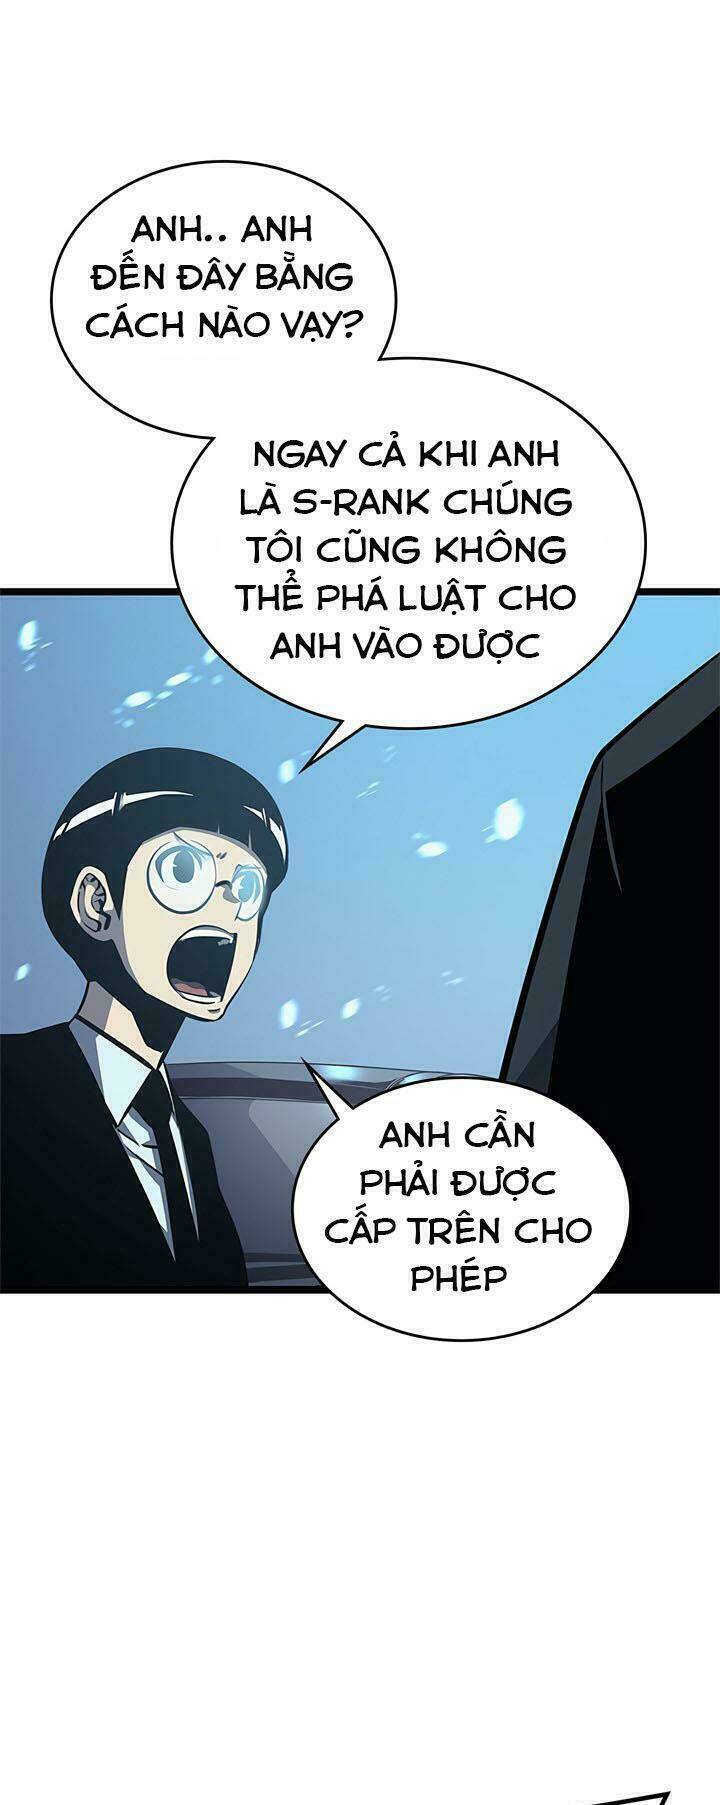 ANH.. ANH
ĐẾN ĐÂY BẰNG
CÁCH NÀO VẠY?
NGAY CẢ KHI ANH
LÀ S-RANK CHÚNG
TÔI CŨNG KHÔNG
THỂ PHÁ LUẬT CHO
ANH VÀO ĐƯỢC
ANH CẦN
PHẢI ĐƯỢC
CẤP TRÊN CHO
PHÉP